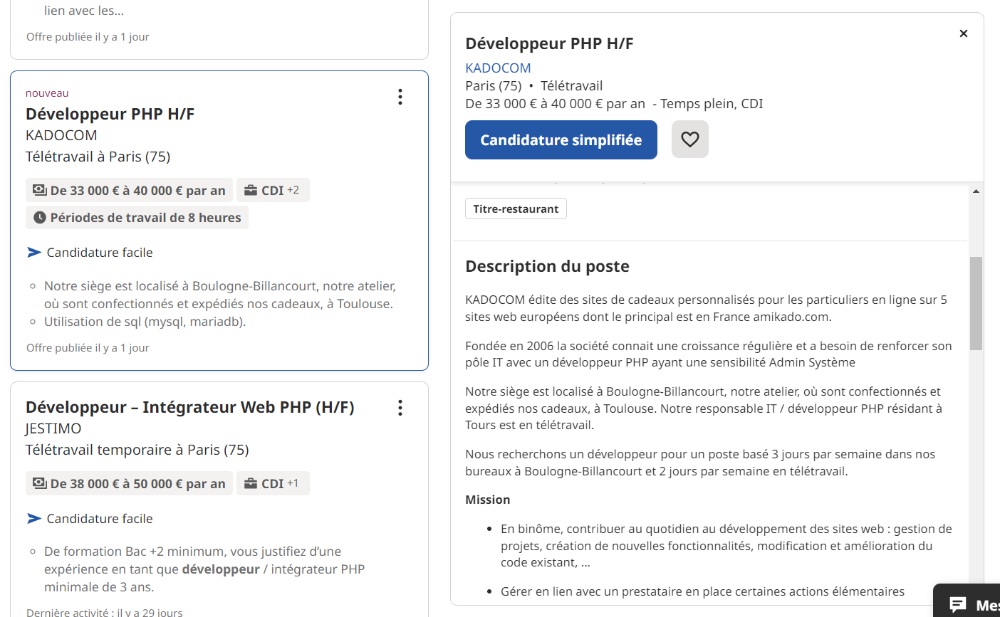 lien avec les...
Offre publiée il y a 1 jour
nouveau
Développeur PHP H/F
KADOCOM
Télétravail à Paris (75)
De 33 000 € à 40 000 € par an
CDI +2
Périodes de travail de 8 heures
Candidature facile
Notre siège est localisé à Boulogne-Billancourt, notre atelier,
où sont confectionnés et expédiés nos cadeaux, à Toulouse.
Utilisation de sql (mysql, mariadb).
Offre publiée il y a 1 jour
Développeur – Intégrateur Web PHP (H/F)
JESTIMO
Télétravail temporaire à Paris (75)
De 38 000 € à 50 000 € par an
CDI +1
Candidature facile
De formation Bac +2 minimum, vous justifiez d’une
expérience en tant que développeur / intégrateur PHP
minimale de 3 ans.
Dernière activité : il y a 29 jours
Développeur PHP H/F
KADOCOM
Paris (75) • Télétravail
De 33 000 € à 40 000 € par an - Temps plein, CDI
Candidature simplifiée
Titre-restaurant
Description du poste
KADOCOM édite des sites de cadeaux personnalisés pour les particuliers en ligne sur 5
sites web européens dont le principal est en France amikado.com.
Fondée en 2006 la société connait une croissance régulière et a besoin de renforcer son
pôle IT avec un développeur PHP ayant une sensibilité Admin Système
Notre siège est localisé à Boulogne-Billancourt, notre atelier, où sont confectionnés et
expédiés nos cadeaux, à Toulouse. Notre responsable IT / développeur PHP résidant à
Tours est en télétravail.
Nous recherchons un développeur pour un poste basé 3 jours par semaine dans nos
bureaux à Boulogne-Billancourt et 2 jours par semaine en télétravail.
Mission
En binôme, contribuer au quotidien au développement des sites web : gestion de
projets, création de nouvelles fonctionnalités, modification et amélioration du
code existant, ...
Gérer en lien avec un prestataire en place certaines actions élémentaires
Mes